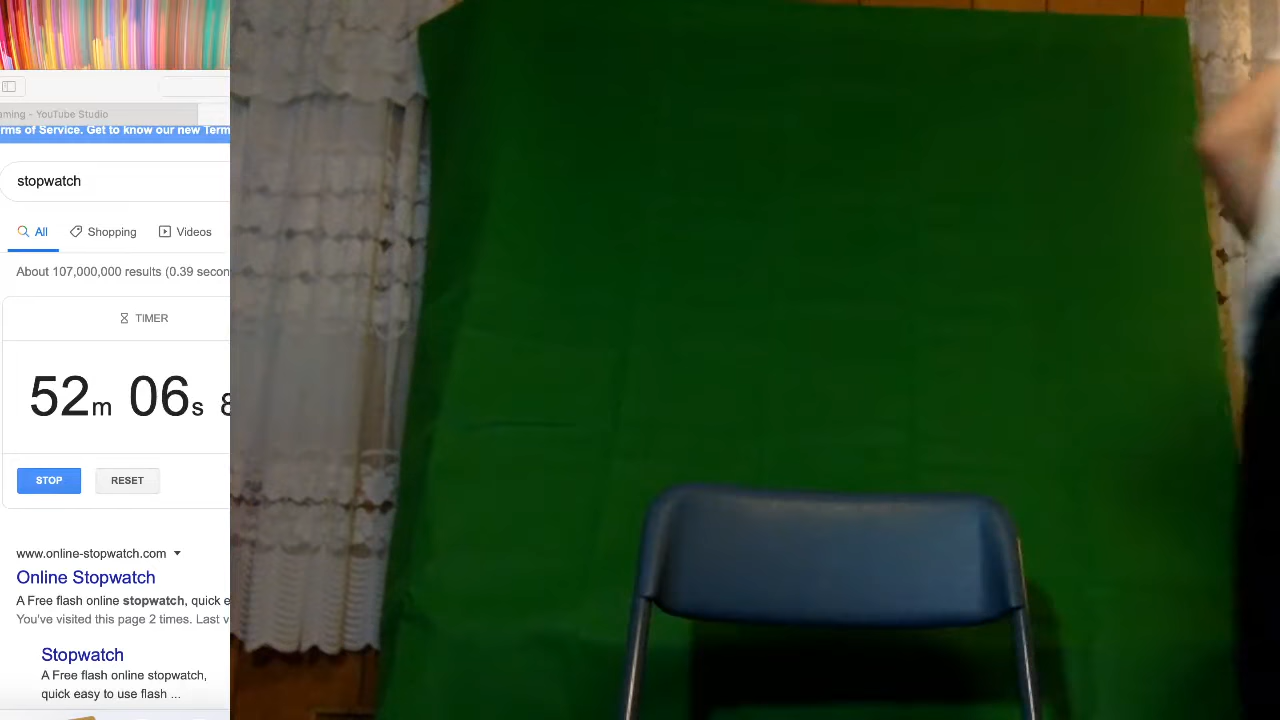 aming - YouTube Studio
rms of Service. Get to know our new Term
stopwatch
All Shopping Videos
About 107,000,000 results (0.39 secon
TIMER
52m 06s 8
STOP RESET
www.online-stopwatch.com
Online Stopwatch
A Free flash online stopwatch, quick e
You've visited this page 2 times. Last v
Stopwatch
A Free flash online stopwatch,
quick easy to use flash ...